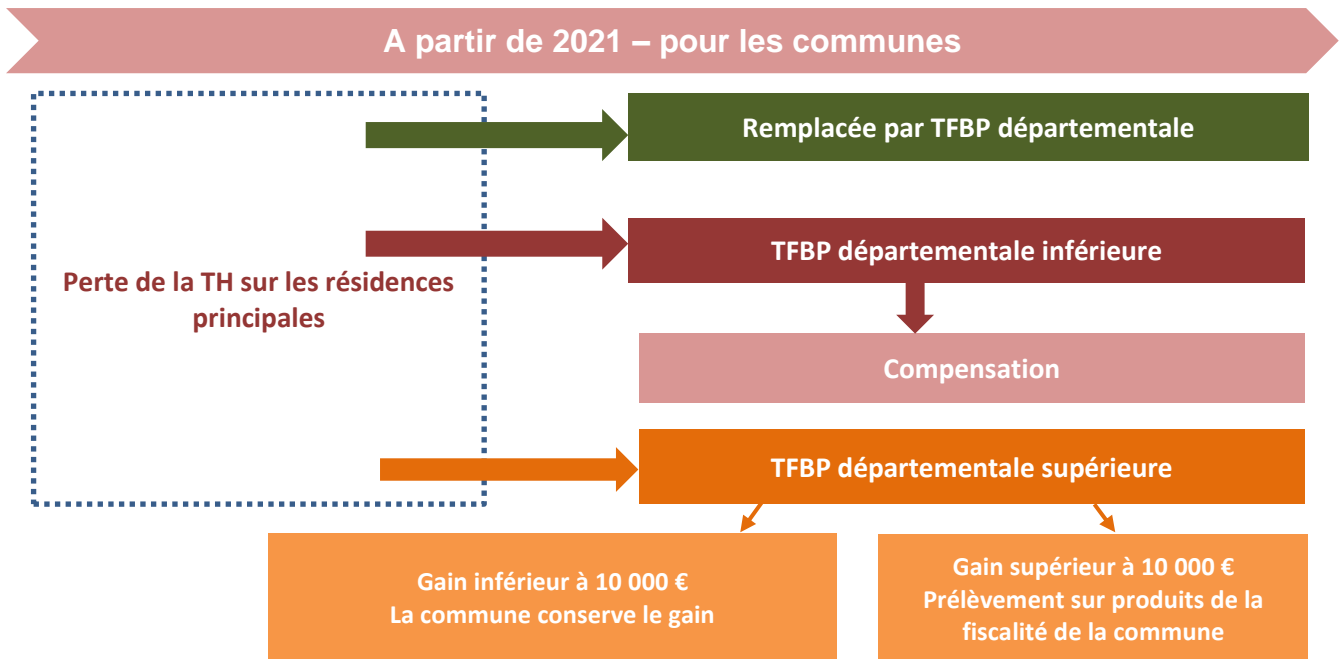 A partir de 2021 – pour les communes
Remplacée par TFBP départementale
Perte de la TH sur les résidences
principales
TFBP départementale inférieure
Compensation
TFBP départementale supérieure
Gain inférieur à 10 000 €
La commune conserve le gain
Gain supérieur à 10 000 €
Prélèvement sur produits de la
fiscalité de la commune